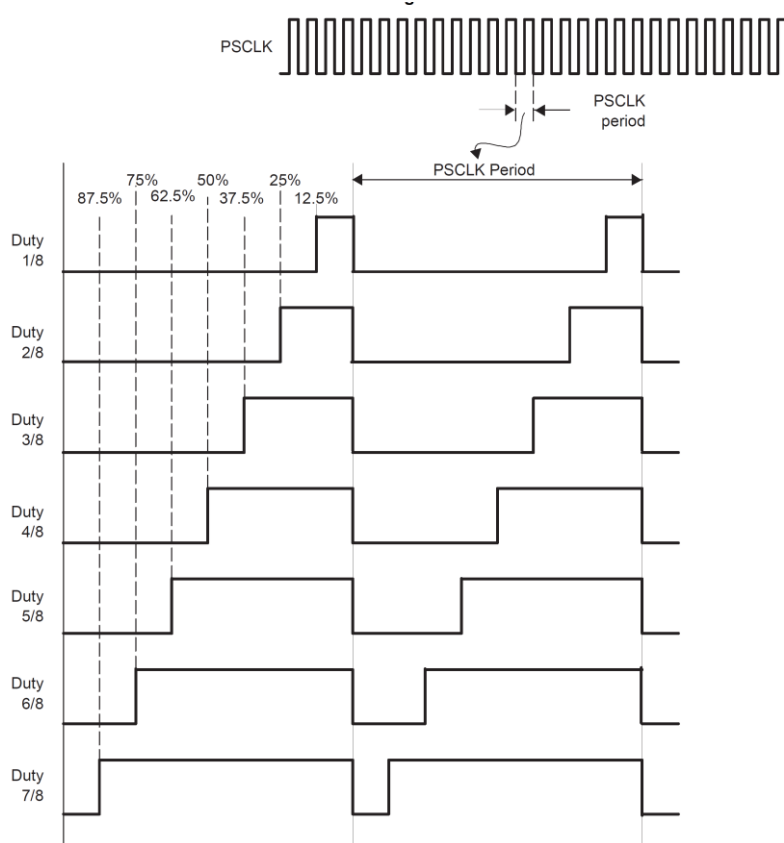 PSCLK
PSCLK
period
PSCLK Period
75% 50% 25%
87.5% 62.5% 37.5% 12.5%
Duty
1/8
Duty
2/8
Duty
3/8
Duty
4/8
Duty
5/8
Duty
6/8
Duty
7/8